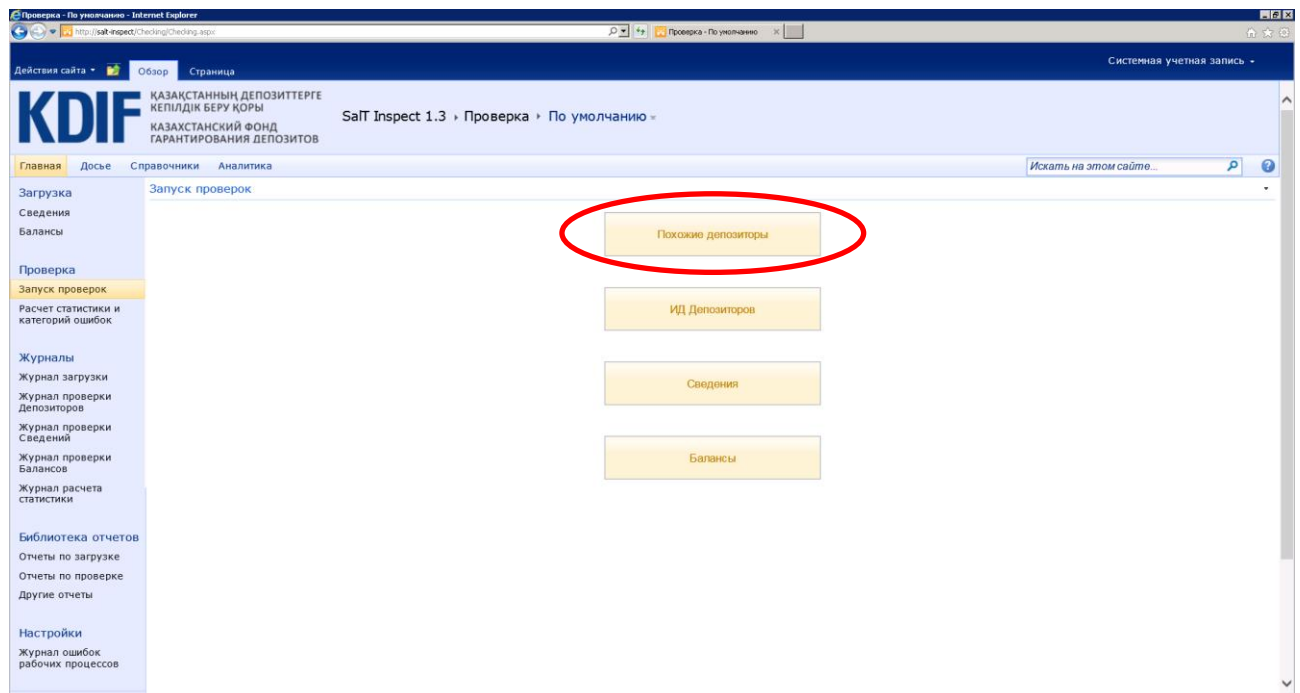 Проверка - По умолчанию - Internet Explorer
http://salt-inspect/Checking/Checking.aspx
Проверка - По умолчанию
Действия сайта
Обзор
Страница
Системная учетная запись
KDIF
ҚАЗАҚСТАННЫҢ ДЕПОЗИТТЕРГЕ
КЕПІЛДІК БЕРУ ҚОРЫ
КАЗАХСТАНСКИЙ ФОНД
ГАРАНТИРОВАНИЯ ДЕПОЗИТОВ
SaIT Inspect 1.3 Проверка По умолчанию
Главная
Досье
Справочники
Аналитика
Искать на этом сайте...
Загрузка
Сведения
Балансы
Проверка
Запуск проверок
Расчет статистики и
категорий ошибок
Журналы
Журнал загрузки
Журнал проверки
Депозиторов
Журнал проверки
Сведений
Журнал проверки
Балансов
Журнал расчета
статистики
Библиотека отчетов
Отчеты по загрузке
Отчеты по проверке
Другие отчеты
Настройки
Журнал ошибок
рабочих процессов
Запуск проверок
Похожие депозиторы
ИД Депозиторов
Сведения
Балансы